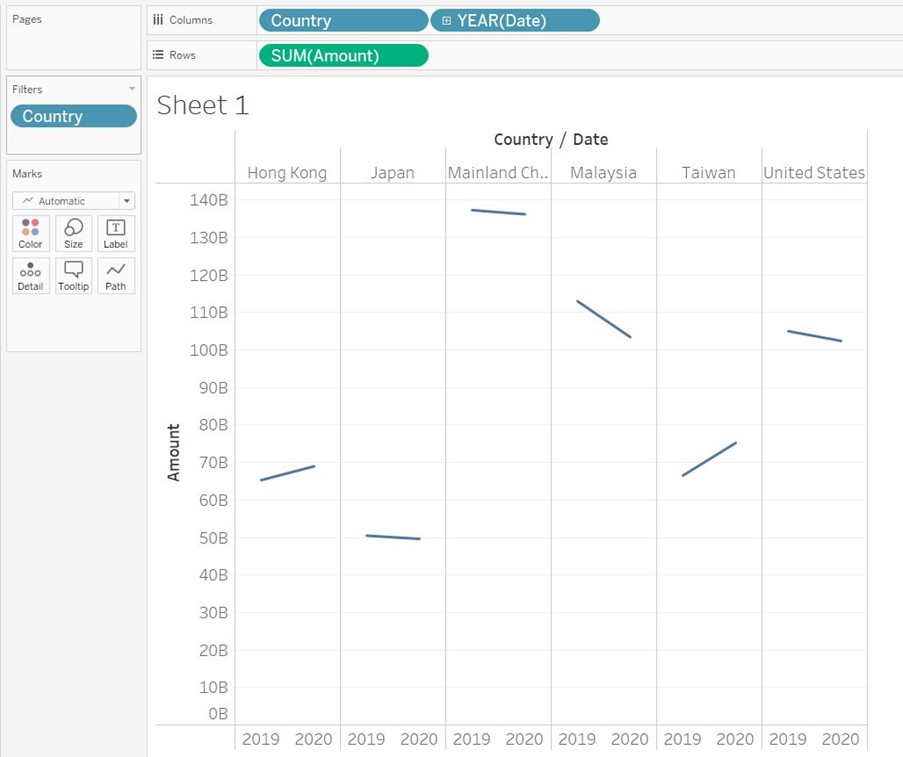 Pages
Columns
Country
YEAR(Date)
Rows
SUM(Amount)
Filters
Country
Marks
Automatic
Color
Size
T
Label
Detail
Tooltip
Path
Sheet 1
Country / Date
Hong Kong
Japan
Mainland Ch..
Malaysia
Taiwan
United States
Amount
140B
130B
120B
110B
100B
90B
80B
70B
60B
50B
40B
30B
20B
10B
0B
2019 2020 2019 2020 2019 2020 2019 2020 2019 2020 2019 2020